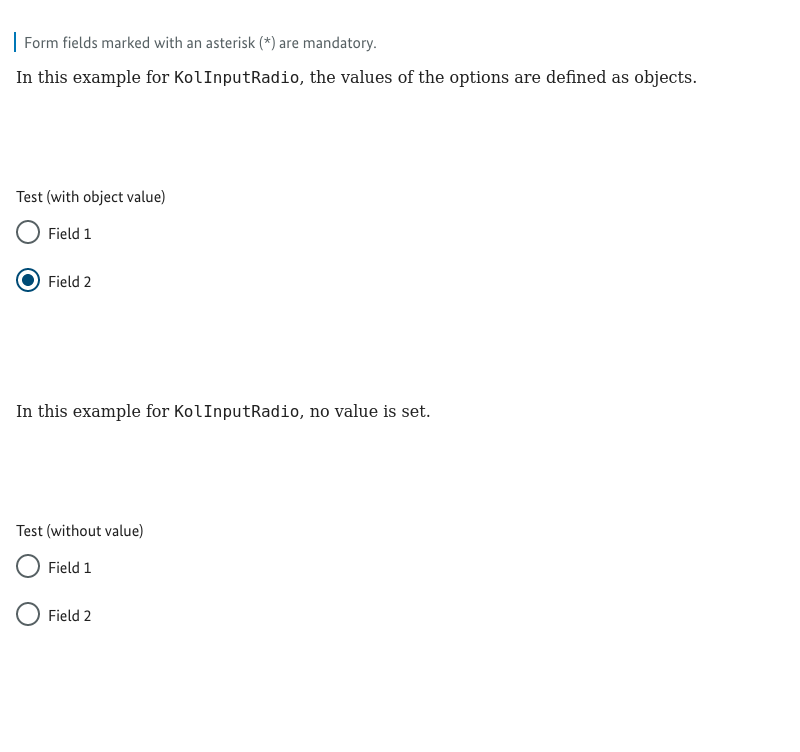 Form fields marked with an asterisk (*) are mandatory.
In this example for KolInputRadio, the values of the options are defined as objects.
Test (with object value)
Field 1
Field 2
In this example for KolInputRadio, no value is set.
Test (without value)
Field 1
Field 2